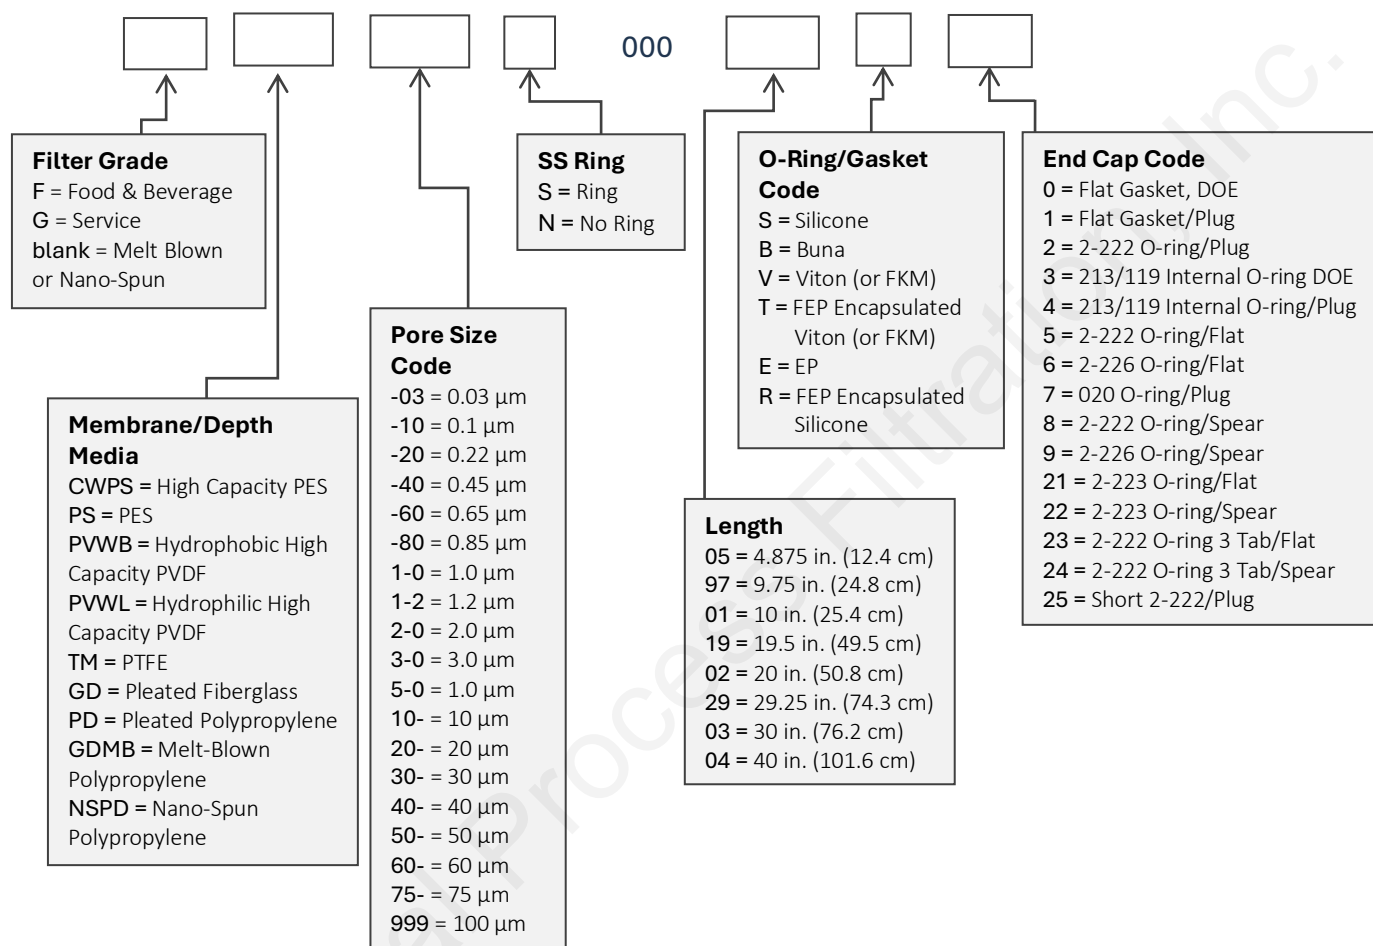 000
Filter Grade
F = Food & Beverage
G = Service
blank = Melt Blown
or Nano-Spun
Membrane/Depth
Media
CWPS = High Capacity PES
PS = PES
PVWB = Hydrophobic High
Capacity PVDF
PVWL = Hydrophilic High
Capacity PVDF
TM = PTFE
GD = Pleated Fiberglass
PD = Pleated Polypropylene
GDMB = Melt-Blown
Polypropylene
NSPD = Nano-Spun
Polypropylene
Pore Size
Code
-03 = 0.03 µm
-10 = 0.1 µm
-20 = 0.22 µm
-40 = 0.45 µm
-60 = 0.65 µm
-80 = 0.85 µm
1-0 = 1.0 µm
1-2 = 1.2 µm
2-0 = 2.0 µm
3-0 = 3.0 µm
5-0 = 1.0 µm
10- = 10 µm
20- = 20 µm
30- = 30 µm
40- = 40 µm
50- = 50 µm
60- = 60 µm
75- = 75 µm
999 = 100 µm
SS Ring
S = Ring
N = No Ring
Length
05 = 4.875 in. (12.4 cm)
97 = 9.75 in. (24.8 cm)
01 = 10 in. (25.4 cm)
19 = 19.5 in. (49.5 cm)
02 = 20 in. (50.8 cm)
29 = 29.25 in. (74.3 cm)
03 = 30 in. (76.2 cm)
04 = 40 in. (101.6 cm)
O-Ring/Gasket
Code
S = Silicone
B = Buna
V = Viton (or FKM)
T = FEP Encapsulated
Viton (or FKM)
E = EP
R = FEP Encapsulated
Silicone
End Cap Code
0 = Flat Gasket, DOE
1 = Flat Gasket/Plug
2 = 2-222 O-ring/Plug
3 = 213/119 Internal O-ring DOE
4 = 213/119 Internal O-ring/Plug
5 = 2-222 O-ring/Flat
6 = 2-226 O-ring/Flat
7 = 020 O-ring/Plug
8 = 2-222 O-ring/Spear
9 = 2-226 O-ring/Spear
21 = 2-223 O-ring/Flat
22 = 2-223 O-ring/Spear
23 = 2-222 O-ring 3 Tab/Flat
24 = 2-222 O-ring 3 Tab/Spear
25 = Short 2-222/Plug
Process Filtration, Inc.